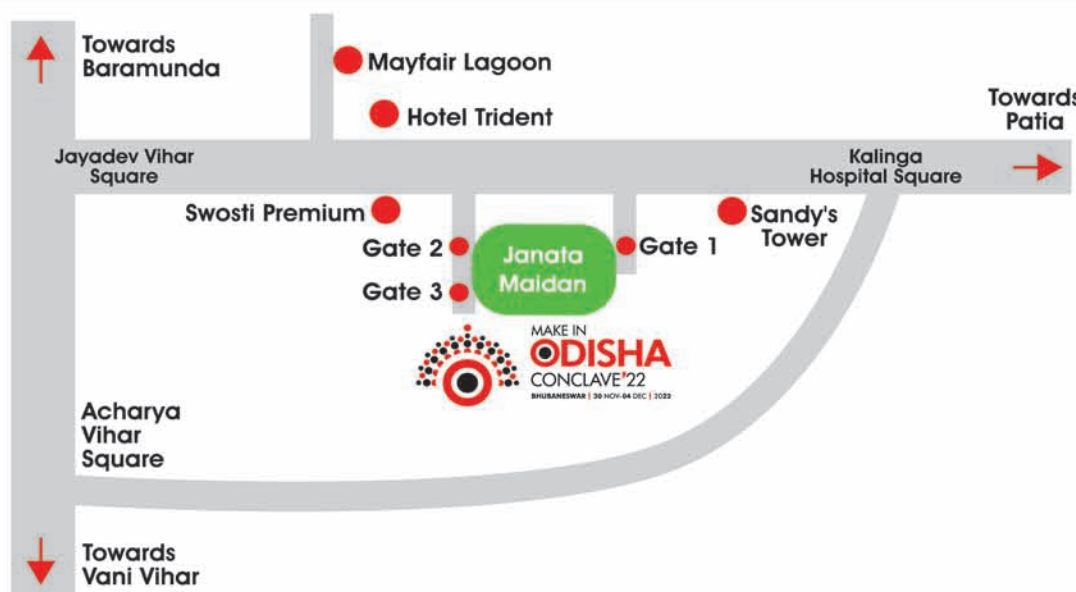 Towards
Baramunda
Mayfair Lagoon
Hotel Trident
Towards
Patia
Jayadev Vihar
Square
Kalinga
Hospital Square
Swosti Premium
Sandy's
Tower
Gate 2
Janata
Maidan
Gate 1
Gate 3
MAKE IN
ODISHA
CONCLAVE'22
BHUBANESWAR | 30 NOV-04 DEC | 2022
Acharya
Vihar
Square
Towards
Vani Vihar